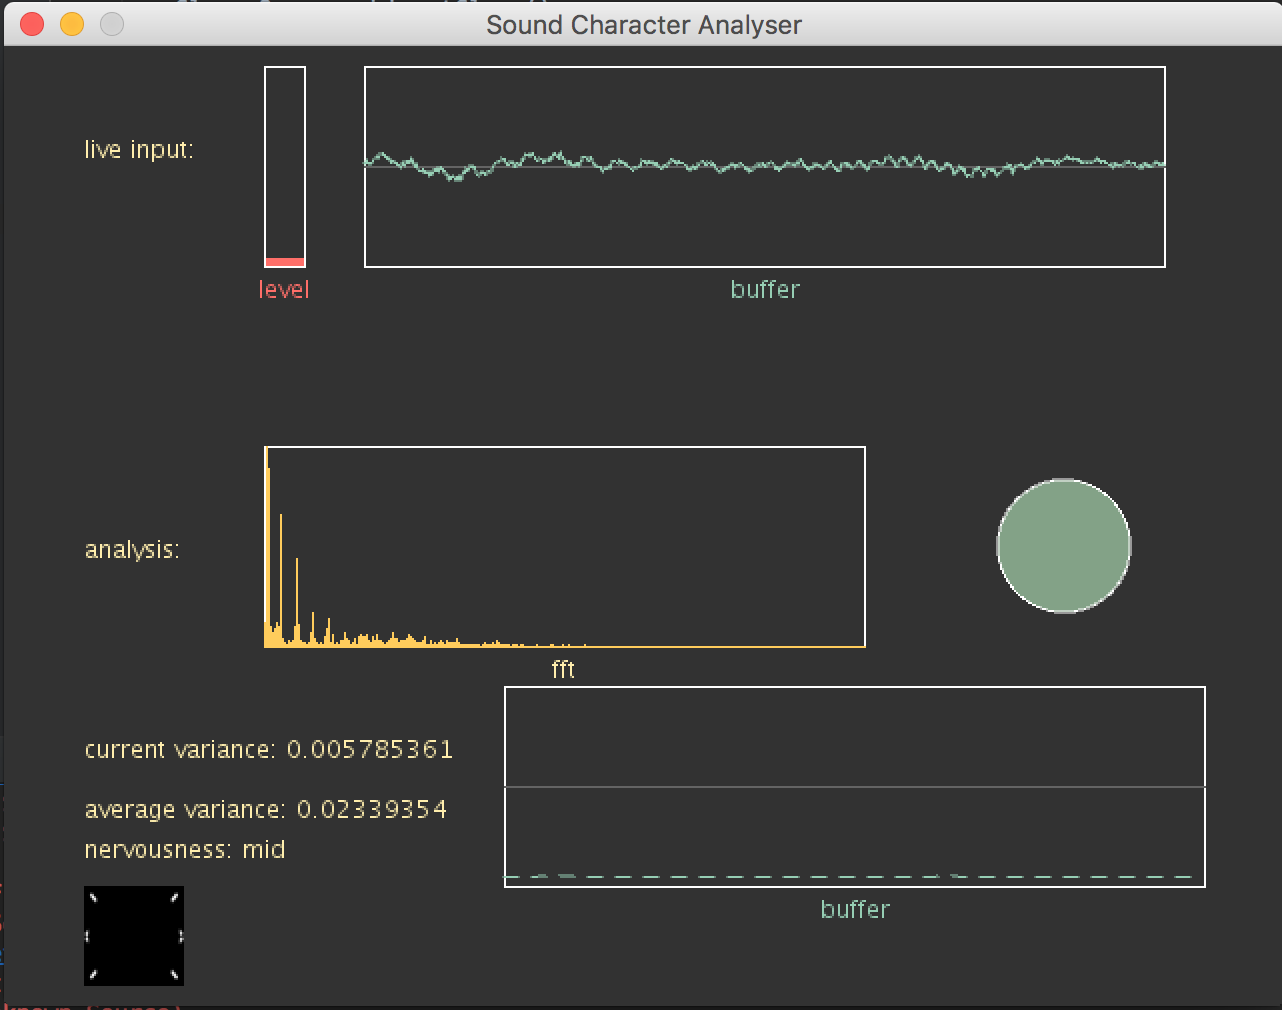 Sound Character Analyser
live input:
level
buffer
analysis:
fft
current variance: 0.005785361
average variance: 0.02339354
nervousness: mid
buffer